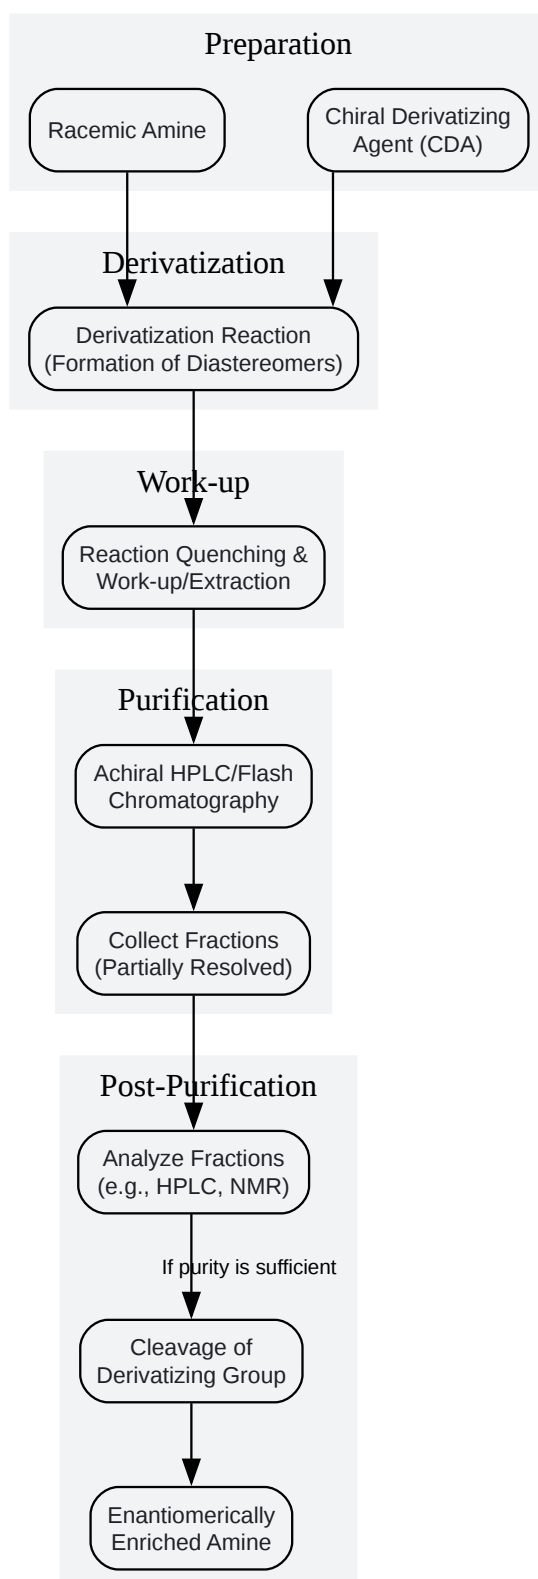 Preparation
Racemic Amine
Chiral Derivatizing
Agent (CDA)
Derivatization
Derivatization Reaction
(Formation of Diastereomers)
Work-up
Reaction Quenching &
Work-up/Extraction
Purification
Achiral HPLC/Flash
Chromatography
Collect Fractions
(Partially Resolved)
Post-Purification
Analyze Fractions
(e.g., HPLC, NMR)
If purity is sufficient
Cleavage of
Derivatizing Group
Enantiomerically
Enriched Amine